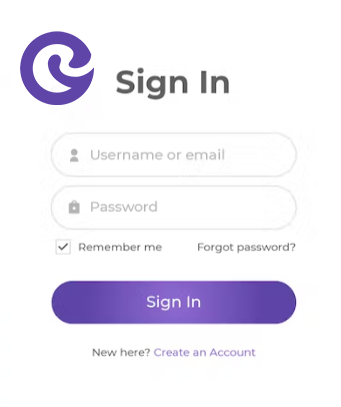 Sign In
Username or email
Password
Remember me Forgot password?
Sign In
New here? Create an Account